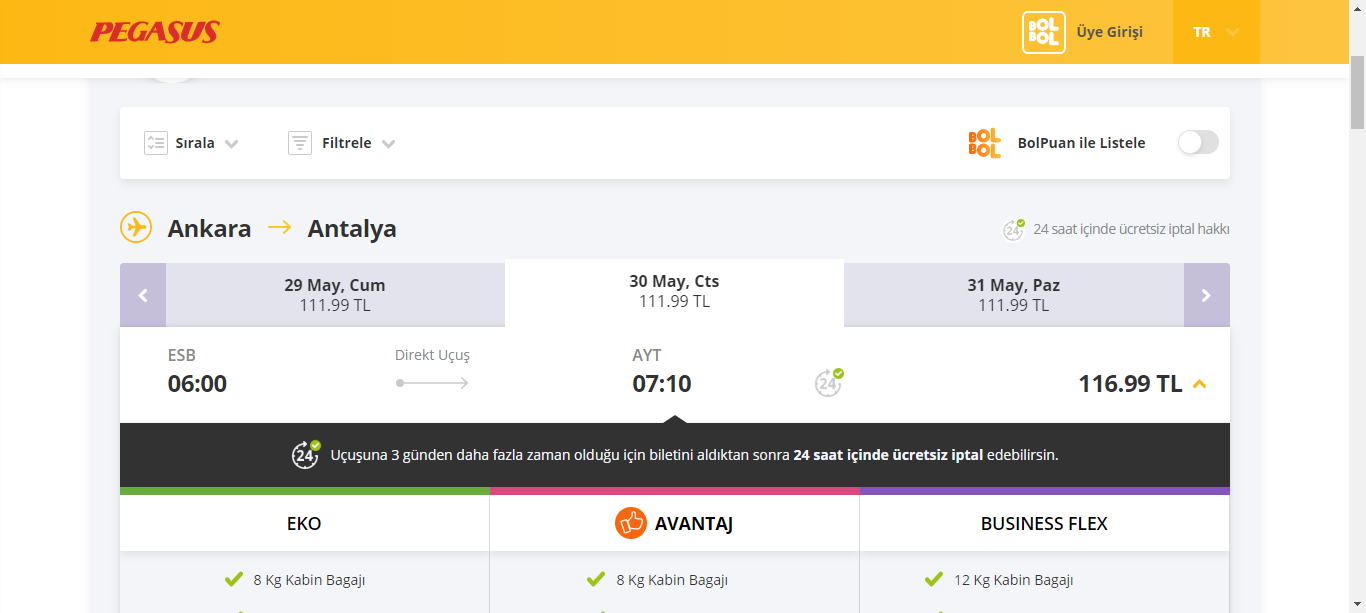 PEGASUS
BOL BOL
Üye Girişi
TR
Sırala
Filtrele
BOL BOL
BolPuan ile Listele
Ankara
Antalya
24
24 saat içinde ücretsiz iptal hakkı
29 May, Cum
111.99 TL
30 May, Cts
111.99 TL
31 May, Paz
111.99 TL
ESB
Direkt Uçuş
AYT
06:00
07:10
24
116.99 TL
24
Uçuşuna 3 günden daha fazla zaman olduğu için biletini aldıktan sonra 24 saat içinde ücretsiz iptal edebilirsin.
EKO
AVANTAJ
BUSINESS FLEX
8 Kg Kabin Bagajı
8 Kg Kabin Bagajı
12 Kg Kabin Bagajı